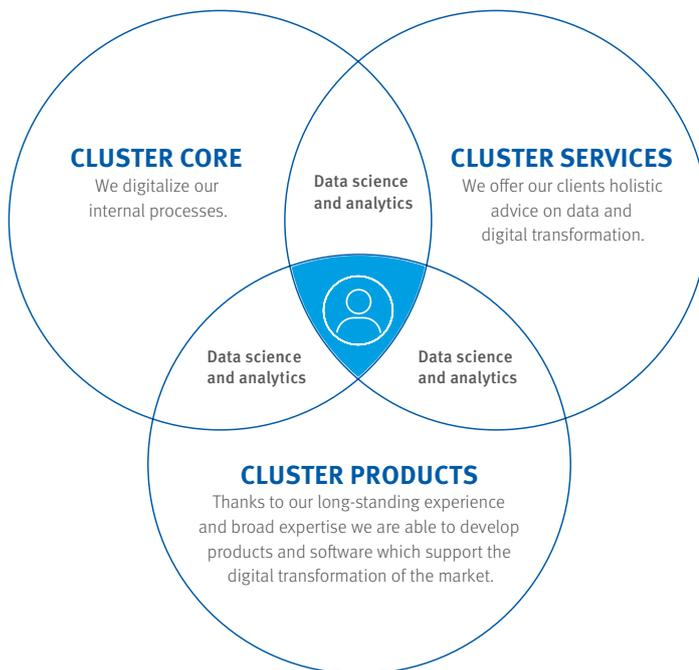 CLUSTER CORE
We digitalize our
internal processes.
Data science
and analytics
CLUSTER SERVICES
We offer our clients holistic
advice on data and
digital transformation.
Data science
and analytics
Data science
and analytics
CLUSTER PRODUCTS
Thanks to our long-standing experience
and broad expertise we are able to develop
products and software which support the
digital transformation of the market.